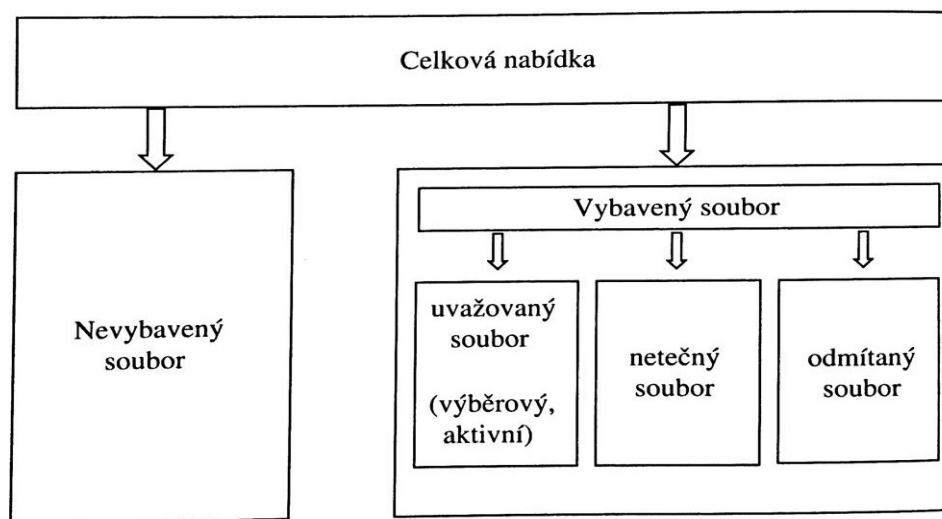 Celková nabídka
Nevybavený
soubor
Vybavený soubor
uvažovaný
soubor
(výběrový,
aktivní)
netečný
soubor
odmítaný
soubor